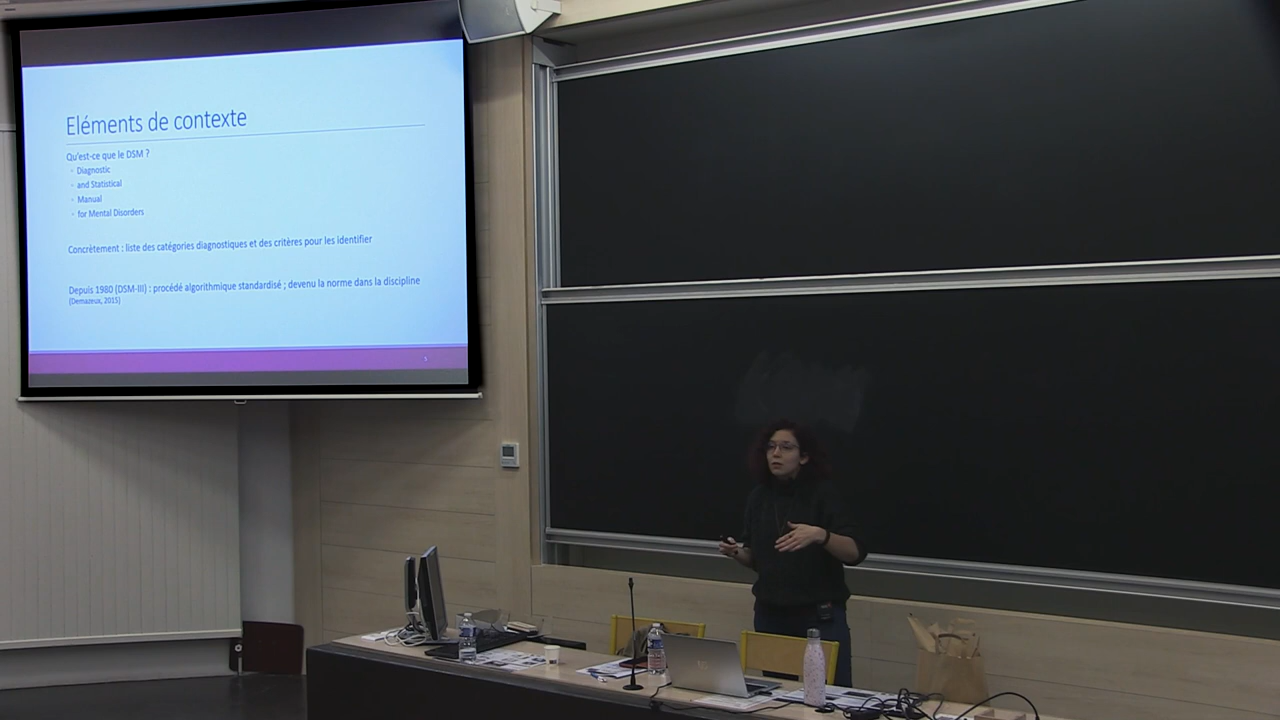 Eléments de contexte
Qu'est-ce que le DSM ?
Diagnostic
and Statistical
Manual
for Mental Disorders
Concrètement : liste des catégories diagnostiques et des critères pour les identifier
Depuis 1980 (DSM-III) : procédé algorithmique standardisé ; devenu la norme dans la discipline
(Demazeux, 2015)
5